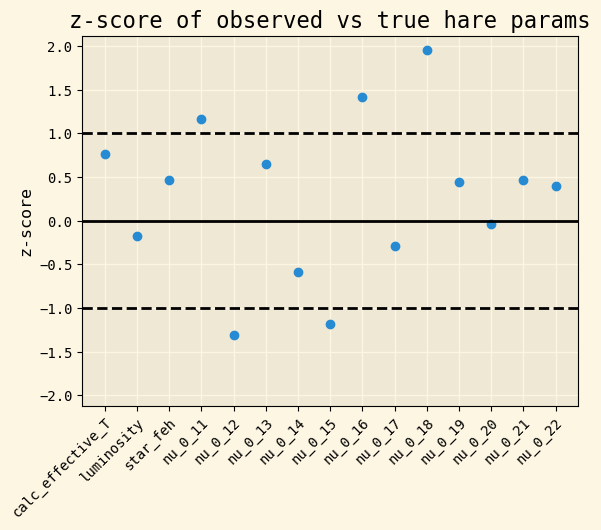 z-score of observed vs true hare params
z-score
2.0
1.5
1.0
0.5
0.0
−0.5
−1.0
−1.5
−2.0
calc_effective_T
luminosity
star_feh
nu_0_11
nu_0_12
nu_0_13
nu_0_14
nu_0_15
nu_0_16
nu_0_17
nu_0_18
nu_0_19
nu_0_20
nu_0_21
nu_0_22